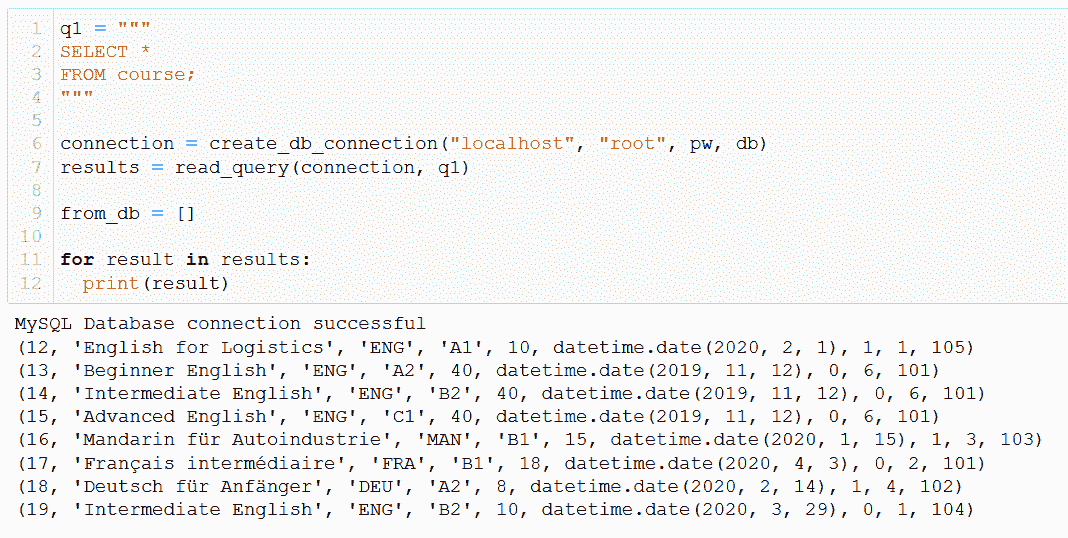 1 q1 = """
2 SELECT *
3 FROM course;
4 """
5
6 connection = create_db_connection("localhost", "root", pw, db)
7 results = read_query(connection, q1)
8
9 from_db = []
10
11 for result in results:
12   print(result)
MySQL Database connection successful
(12, 'English for Logistics', 'ENG', 'A1', 10, datetime.date(2020, 2, 1), 1, 1, 105)
(13, 'Beginner English', 'ENG', 'A2', 40, datetime.date(2019, 11, 12), 0, 6, 101)
(14, 'Intermediate English', 'ENG', 'B2', 40, datetime.date(2019, 11, 12), 0, 6, 101)
(15, 'Advanced English', 'ENG', 'C1', 40, datetime.date(2019, 11, 12), 0, 6, 101)
(16, 'Mandarin für Autoindustrie', 'MAN', 'B1', 15, datetime.date(2020, 1, 15), 1, 3, 103)
(17, 'Français intermédiaire', 'FRA', 'B1', 18, datetime.date(2020, 4, 3), 0, 2, 101)
(18, 'Deutsch für Anfänger', 'DEU', 'A2', 8, datetime.date(2020, 2, 14), 1, 4, 102)
(19, 'Intermediate English', 'ENG', 'B2', 10, datetime.date(2020, 3, 29), 0, 1, 104)